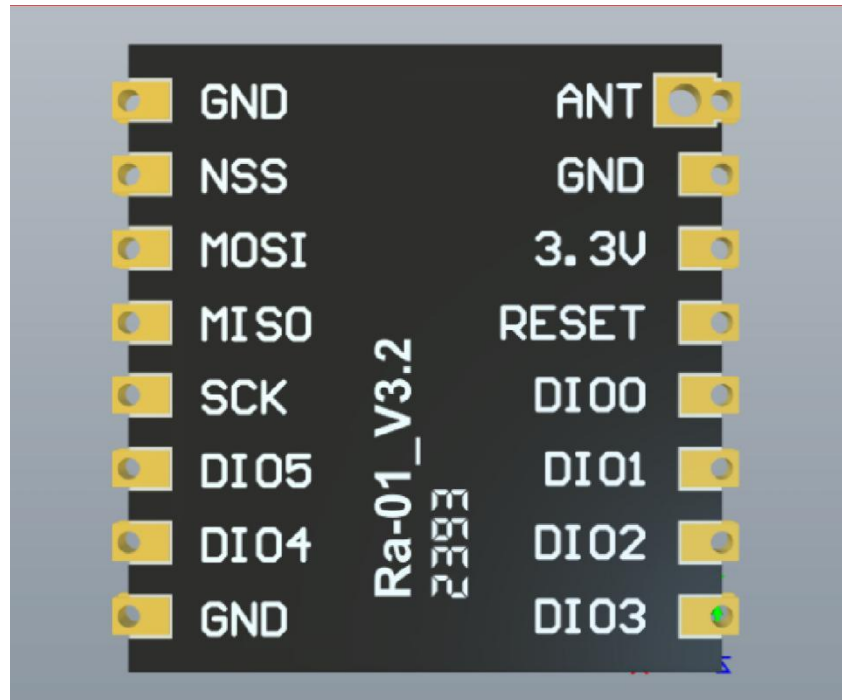 GND ANT
NSS GND
MOSI 3.3V
MISO RESET
SCK DIO0
DIO5 DIO1
DIO4 DIO2
GND DIO3
Ra-01_V3.2
2393
Z